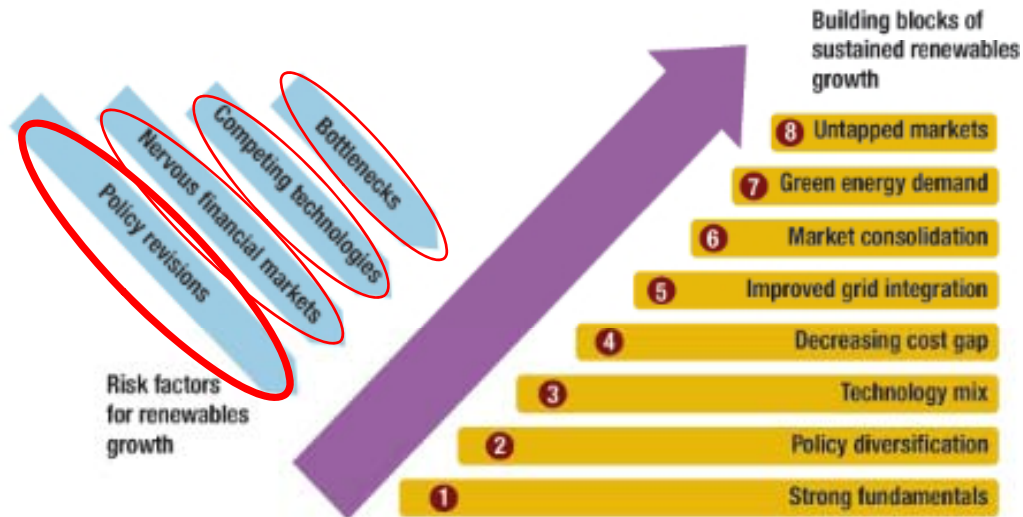 Building blocks of
sustained renewables
growth
Bottlenecks
Competing technologies
Nervous financial markets
Policy revisions
8 Untapped markets
7 Green energy demand
6 Market consolidation
5 Improved grid integration
4 Decreasing cost gap
3 Technology mix
2 Policy diversification
1 Strong fundamentals
Risk factors
for renewables
growth